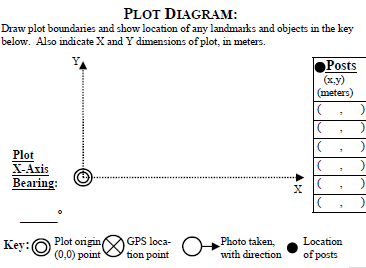 PLOT DIAGRAM:
Draw plot boundaries and show location of any landmarks and objects in the key
below. Also indicate X and Y dimensions of plot, in meters.
Y
Posts
(x,y)
(meters)
( , )
( , )
( , )
( , )
( , )
( , )
Plot
X-Axis
Bearing:
X
______°
Key: Plot origin (0,0) point
GPS loca-
tion point
Photo taken,
with direction
Location
of posts